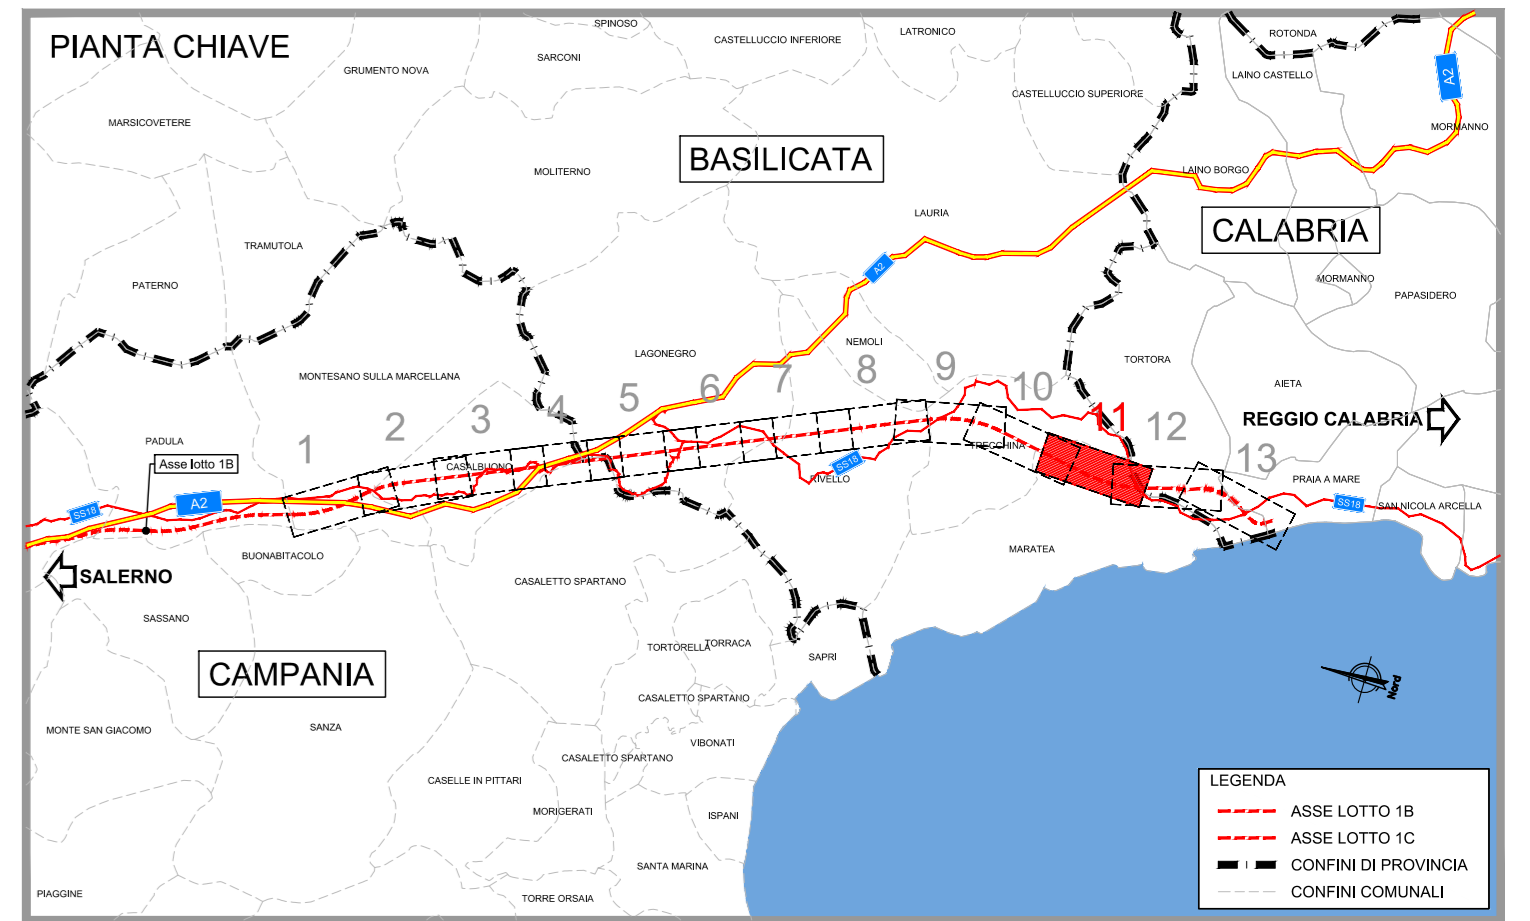 PIANTA CHIAVE
SPINOSO
GRUMENTO NOVA
SARCONI
CASTELLUCCIO INFERIORE
LATRONICO
ROTONDA
LAINO CASTELLO
A2
CASTELLUCCIO SUPERIORE
MARSICOVETERE
MORMANNO
BASILICATA
MOLITERNO
LAINO BORGO
LAURIA
CALABRIA
TRAMUTOLA
A2
MORMANNO
PATERNO
PAPASIDERO
NEMOLI
LAGONEGRO
TORTORA
MONTESANO SULLA MARCELLANA
AIETA
1
2
3
4
5
6
7
8
9
10
11
12
13
REGGIO CALABRIA
PADULA
Asse lotto 1B
CASALBUONO
TRECCHINA
SS18
RIVELLO
PRAIA A MARE
SS18
SAN NICOLA ARCELLA
SS18
A2
BUONABITACOLO
MARATEA
SALERNO
CASALETTO SPARTANO
SASSANO
TORTORELLA
TORRACA
SAPRI
CAMPANIA
CASALETTO SPARTANO
Nord
MONTE SAN GIACOMO
SANZA
VIBONATI
CASALETTO SPARTANO
CASELLE IN PITTARI
MORIGERATI
ISPANI
SANTA MARINA
PIAGGINE
TORRE ORSAIA
LEGENDA
ASSE LOTTO 1B
ASSE LOTTO 1C
CONFINI DI PROVINCIA
CONFINI COMUNALI